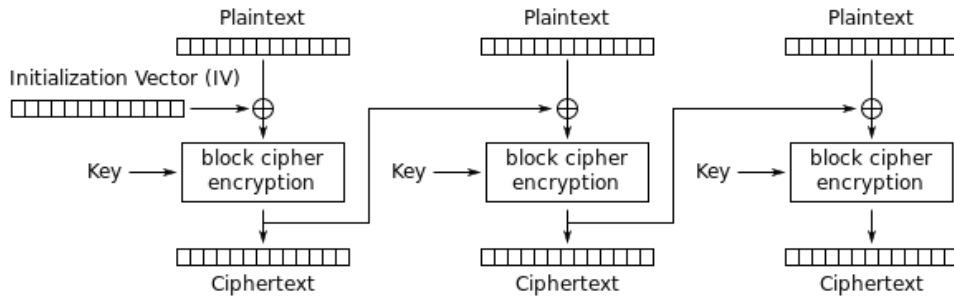 Plaintext
Plaintext
Plaintext
Initialization Vector (IV)
Key
block cipher
encryption
Key
block cipher
encryption
Key
block cipher
encryption
Ciphertext
Ciphertext
Ciphertext